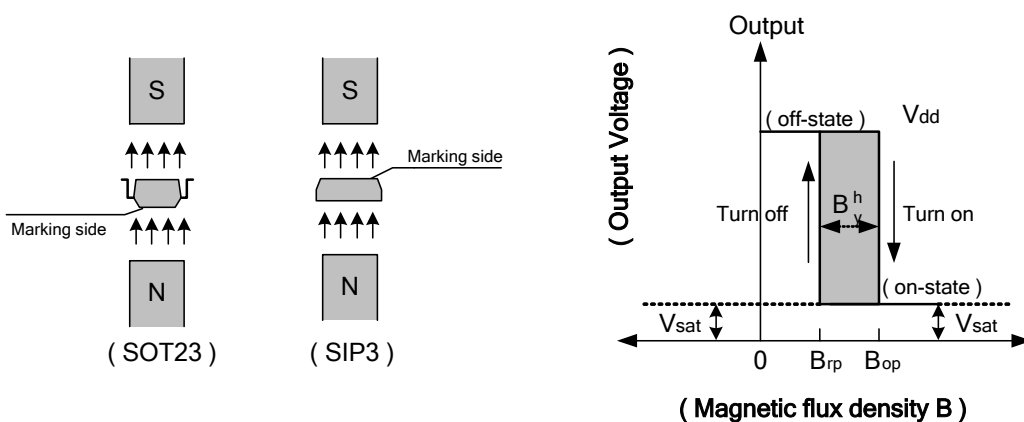 S
N
Marking side
( SOT23 )
S
N
Marking side
( SIP3 )
Output
( Output Voltage )
( off-state )
Vdd
Turn off
Bhy
Turn on
( on-state )
Vsat
Vsat
0
Brp
Bop
( Magnetic flux density B )